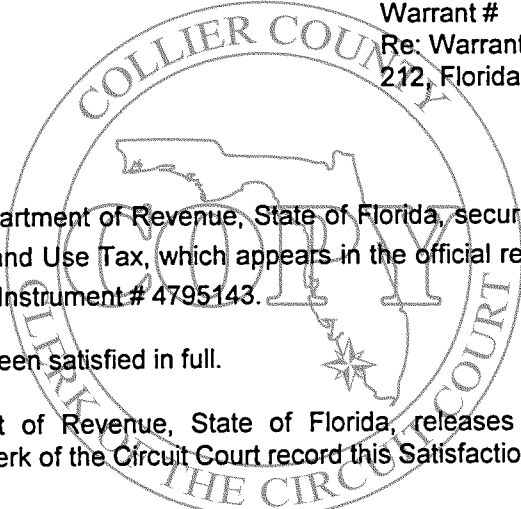 Warrant #
Re: Warrant
212, Florida
COLLIER COUNTY
COPY
CLERK OF THE CIRCUIT COURT
artment of Revenue, State of Florida, secur
and Use Tax, which appears in the official re
Instrument # 4795143.
een satisfied in full.
t of Revenue, State of Florida, releases
erk of the Circuit Court record this Satisfactio